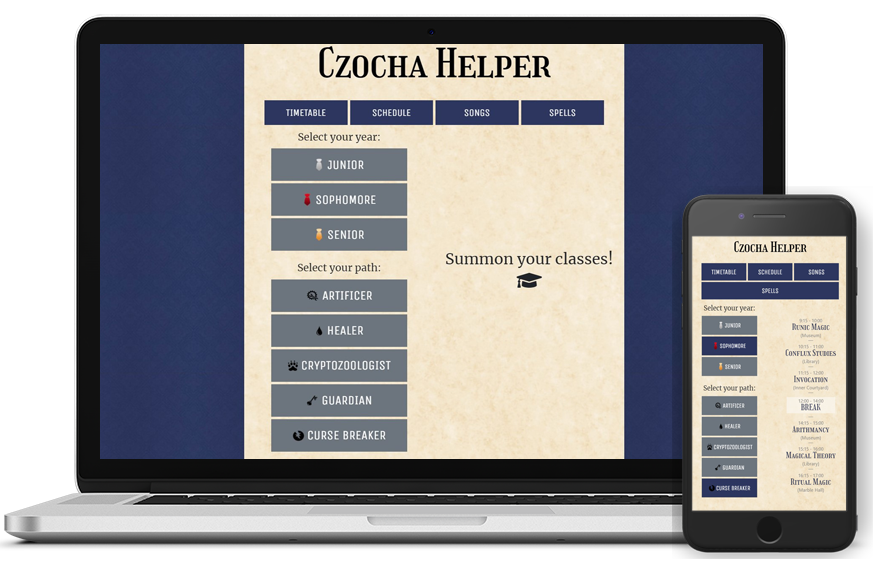 CZOCHA HELPER
TIMETABLE SCHEDULE SONGS SPELLS
Select your year:
JUNIOR
SOPHOMORE
SENIOR
Select your path:
ARTIFICER
HEALER
CRYPTOZOOLOGIST
GUARDIAN
CURSE BREAKER
Summon your classes!
CZOCHA HELPER
TIMETABLE SCHEDULE SONGS
SPELLS
Select your year:
JUNIOR
SOPHOMORE
SENIOR
Select your path:
ARTIFICER
HEALER
CRYPTOZOOLOGIST
GUARDIAN
CURSE BREAKER
9:15 - 10:00
RUNIC MAGIC
(Museum)
10:15 - 11:00
CONFLUX STUDIES
(Library)
11:15 - 12:00
INVOCATION
(Inner Courtyard)
12:00 - 14:00
BREAK
14:15 - 15:00
ARITHMANCY
(Museum)
15:15 - 16:00
MAGICAL THEORY
(Library)
16:15 - 17:00
RITUAL MAGIC
(Marble Hall)